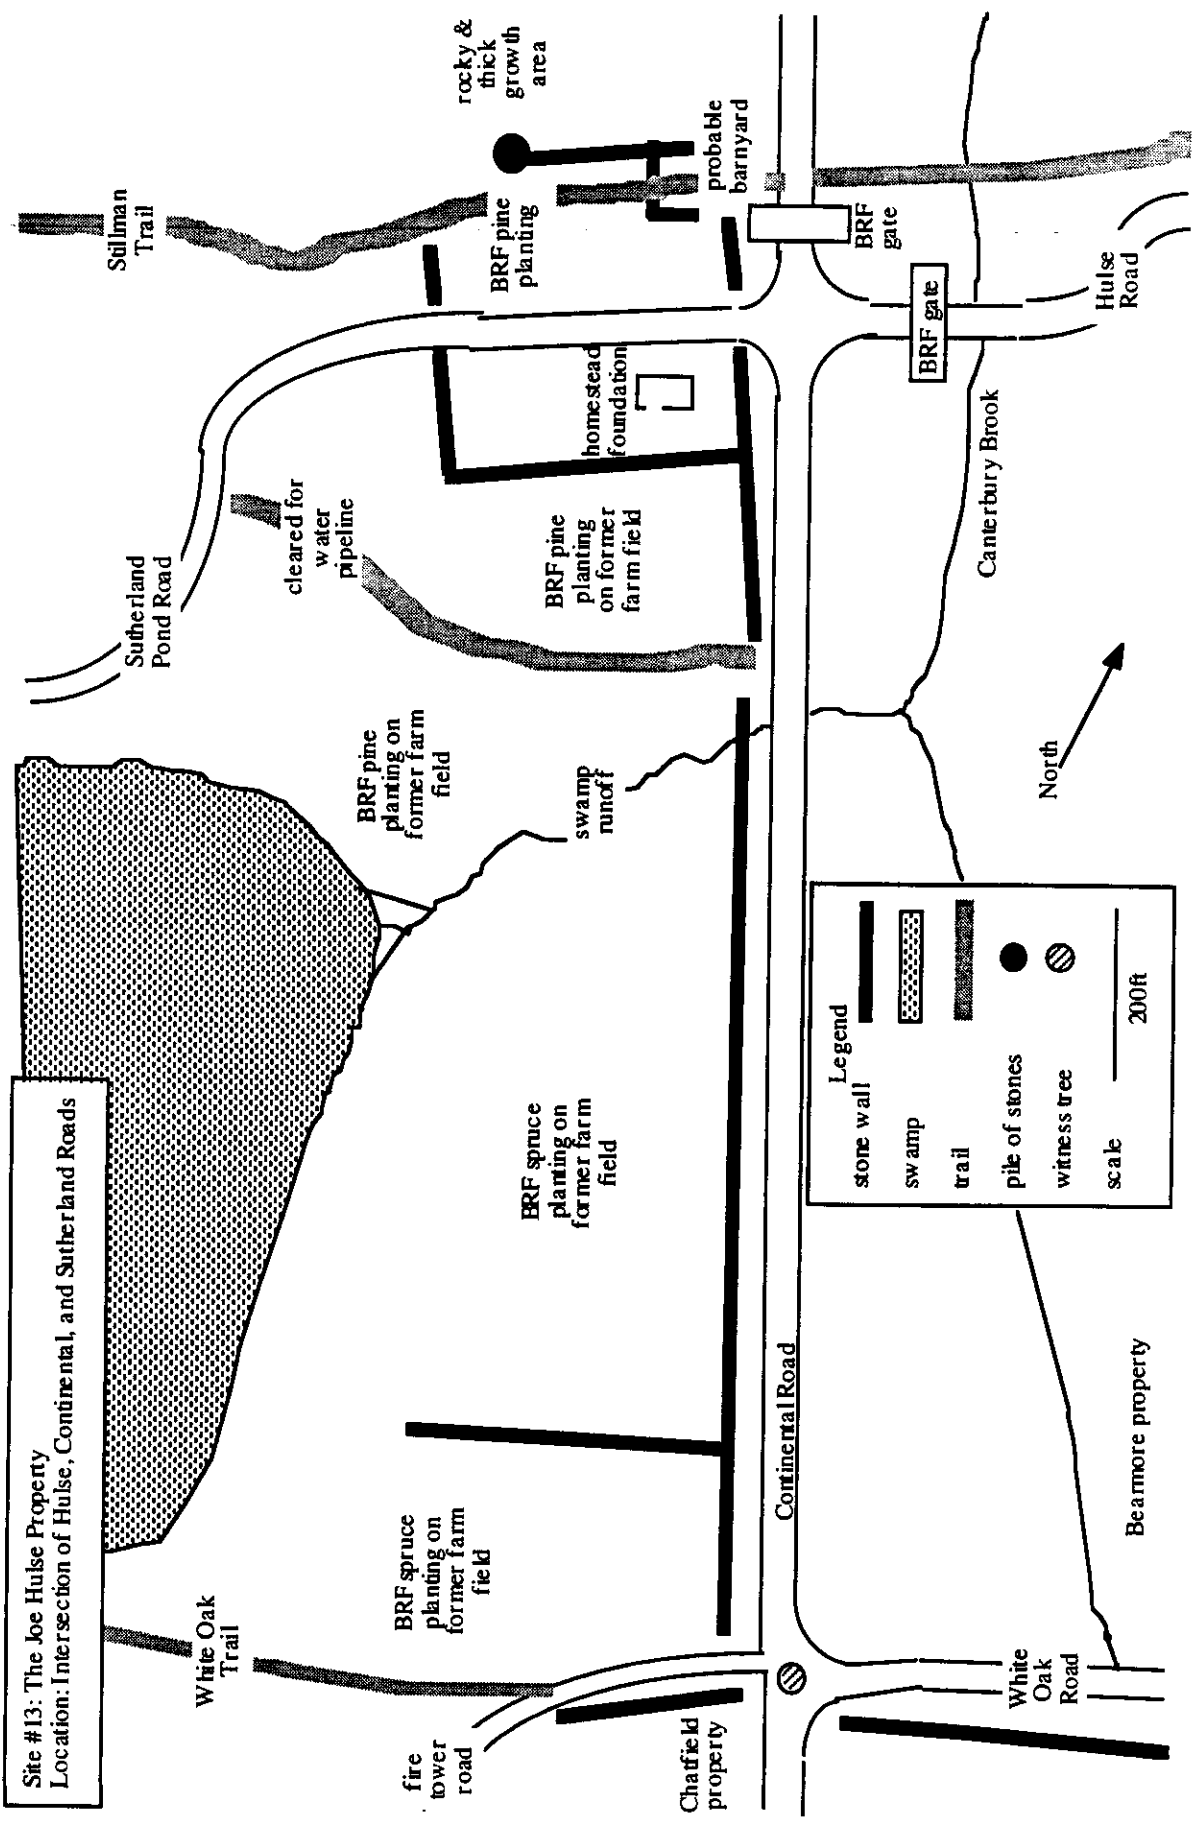 Site #13: The Joe Hulse Property
Location: Intersection of Hulse, Continental, and Sutherland Roads
White Oak
Trail
fire
tower
road
BRF spruce
planting on
former farm
field
Chatfield
property
BRF spruce
planting on
former farm
field
Sutherland
Pond Road
BRF pine
planting on
former farm
field
swamp
runoff
cleared for
water
pipeline
Stillman
Trail
BRF pine
planting
on former
farm field
homestead
foundation
BRF pine
planting
rocky &
thick
growth
area
probable
barnyard
BRF
gate
BRF gate
Hulse
Road
Continental Road
White
Oak
Road
Bearmore property
Canterbury Brook
North
Legend
stone wall
swamp
trail
pile of stones
witness tree
scale
200ft